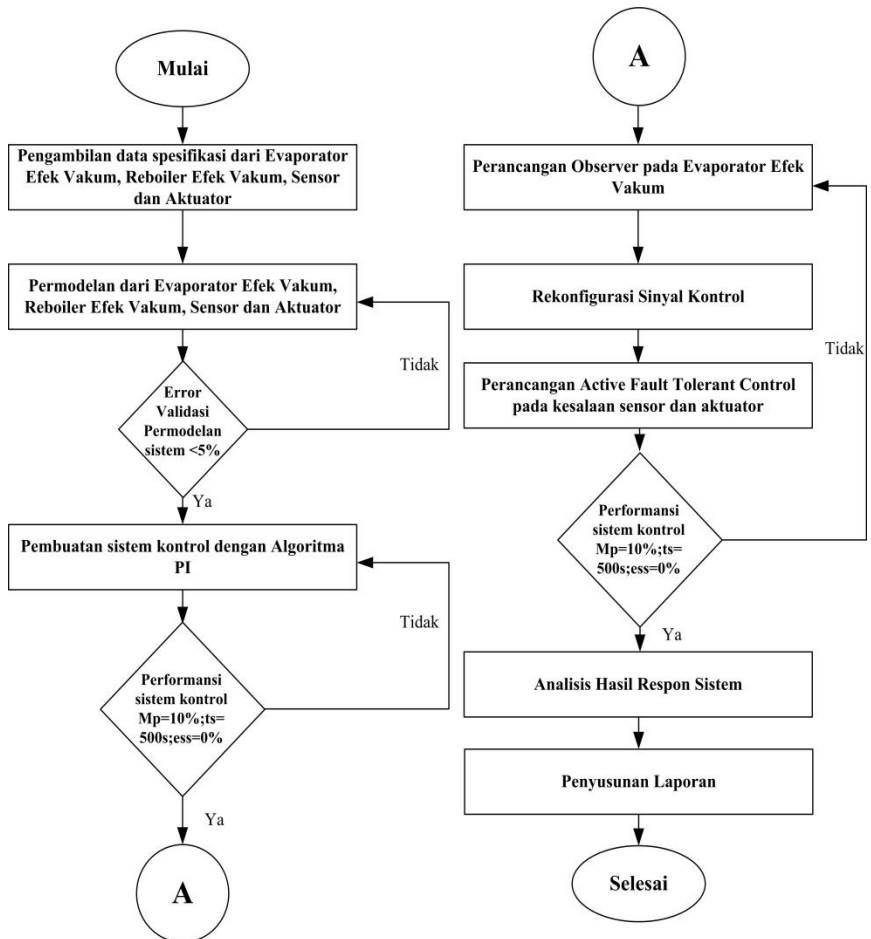 Mulai
Pengambilan data spesifikasi dari Evaporator
Efek Vakum, Reboiler Efek Vakum, Sensor
dan Aktuator
Permodelan dari Evaporator Efek Vakum,
Reboiler Efek Vakum, Sensor dan Aktuator
Tidak
Error
Validasi
Permodelan
sistem <5%
Ya
Pembuatan sistem kontrol dengan Algoritma
PI
Tidak
Performansi
sistem kontrol
Mp=10%;ts=
500s;ess=0%
Ya
A
A
Perancangan Observer pada Evaporator Efek
Vakum
Rekonfigurasi Sinyal Kontrol
Tidak
Perancangan Active Fault Tolerant Control
pada kesalaan sensor dan aktuator
Performansi
sistem kontrol
Mp=10%;ts=
500s;ess=0%
Ya
Analisis Hasil Respon Sistem
Penyusunan Laporan
Selesai